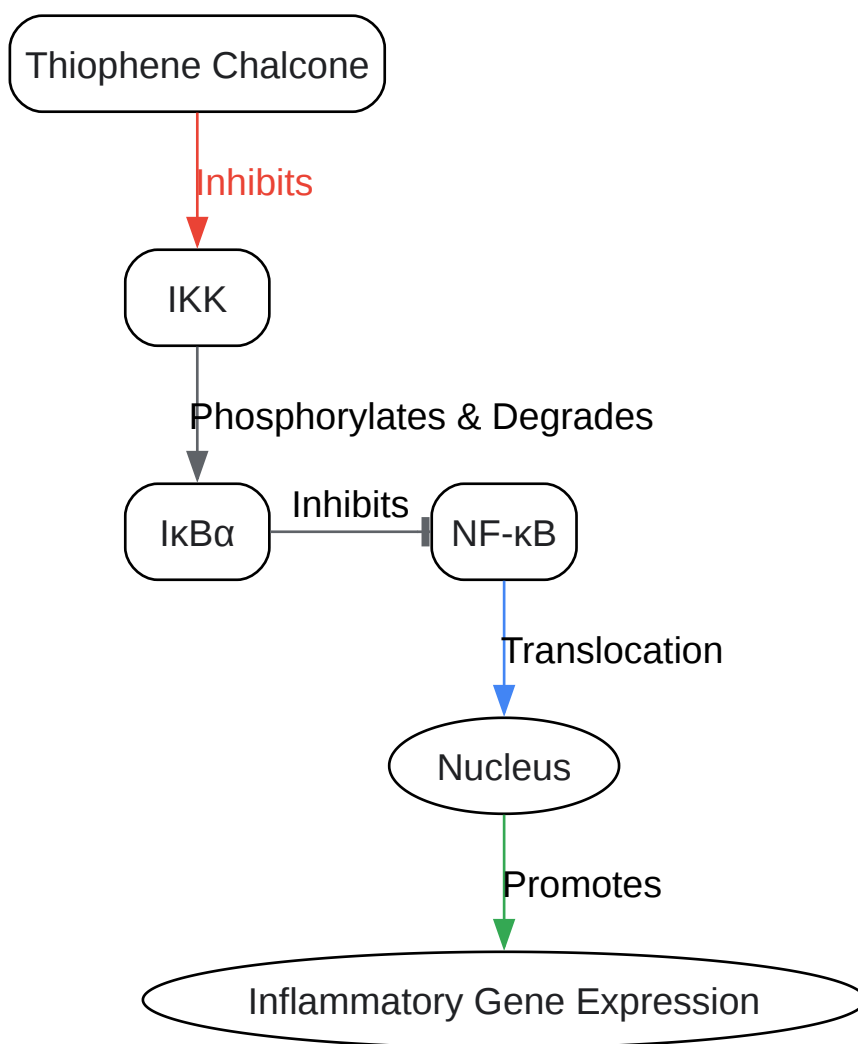 Thiophene Chalcone
Inhibits
IKK
Phosphorylates & Degrades
IκBα
Inhibits
NF-κB
Translocation
Nucleus
Promotes
Inflammatory Gene Expression